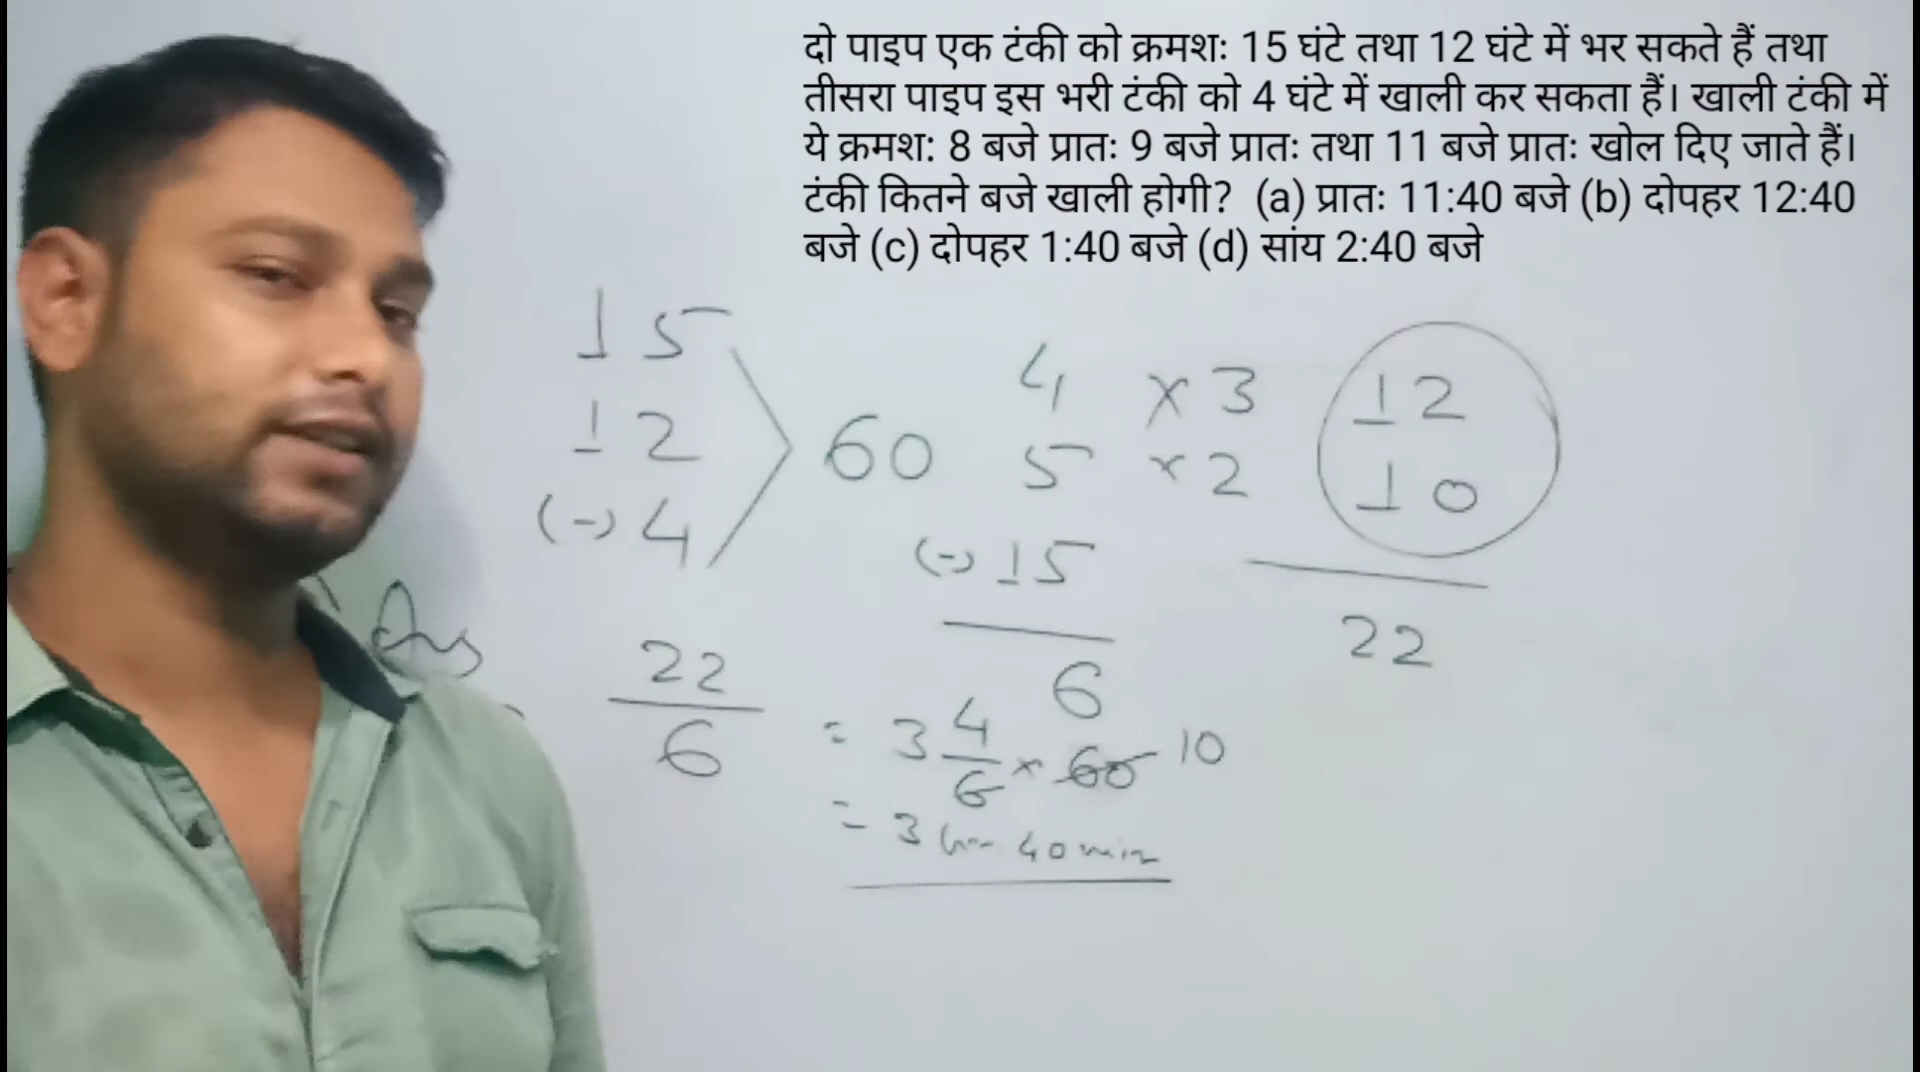 दो पाइप एक टंकी को क्रमशः 15 घंटे तथा 12 घंटे में भर सकते हैं तथा
तीसरा पाइप इस भरी टंकी को 4 घंटे में खाली कर सकता हैं। खाली टंकी में
ये क्रमश: 8 बजे प्रातः 9 बजे प्रातः तथा 11 बजे प्रातः खोल दिए जाते हैं।
टंकी कितने बजे खाली होगी? (a) प्रातः 11:40 बजे (b) दोपहर 12:40
बजे (c) दोपहर 1:40 बजे (d) सांय 2:40 बजे
15
12
(-) 4
60
4 × 3 12
5 × 2 10
(-) 15
6
22
Ans
22/6 = 3 4/6 × 60 10
= 3 hr 40 min